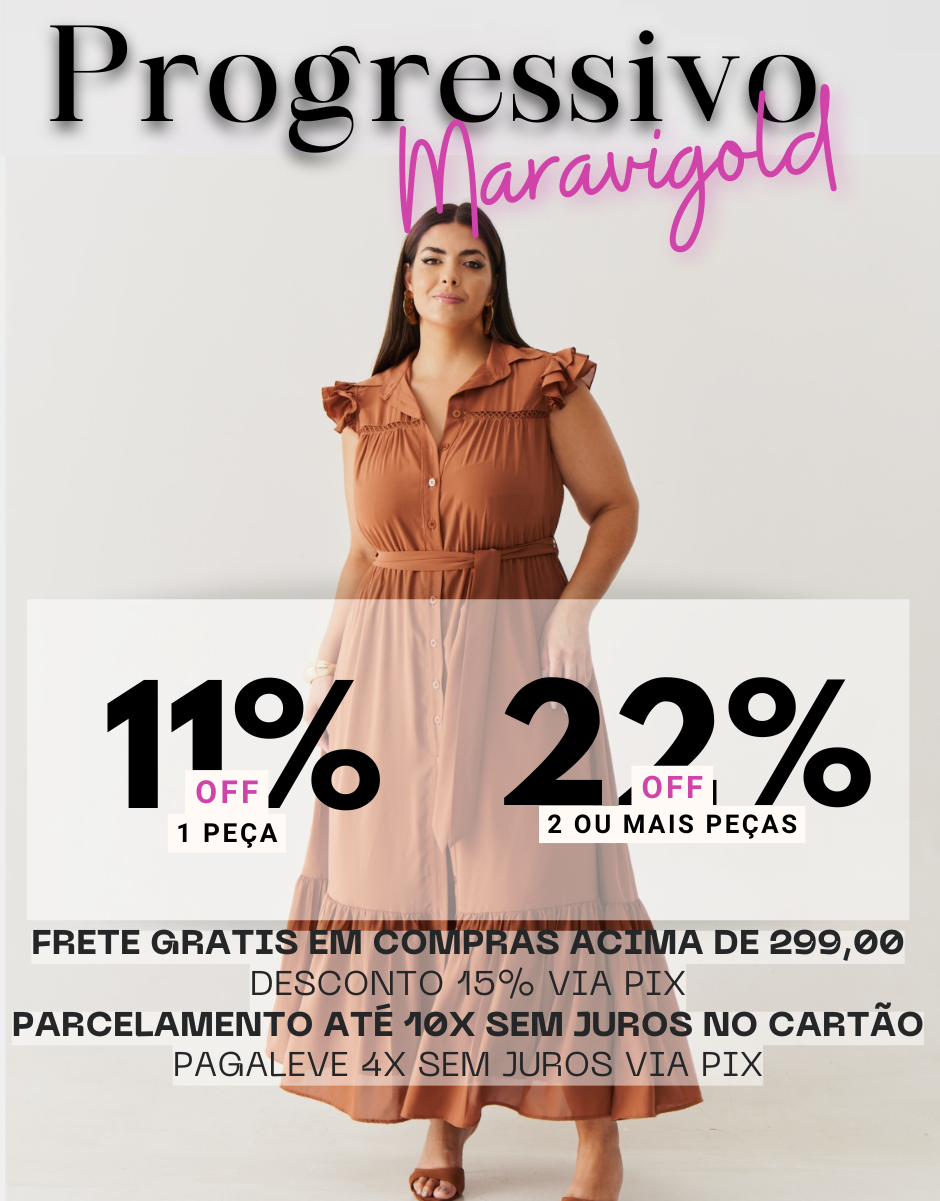 Progressivo
Maravigold
11%
OFF
1 PEÇA
22%
OFF
2 OU MAIS PEÇAS
FRETE GRATIS EM COMPRAS ACIMA DE 299,00
DESCONTO 15% VIA PIX
PARCELAMENTO ATÉ 10X SEM JUROS NO CARTÃO
PAGALEVE 4X SEM JUROS VIA PIX